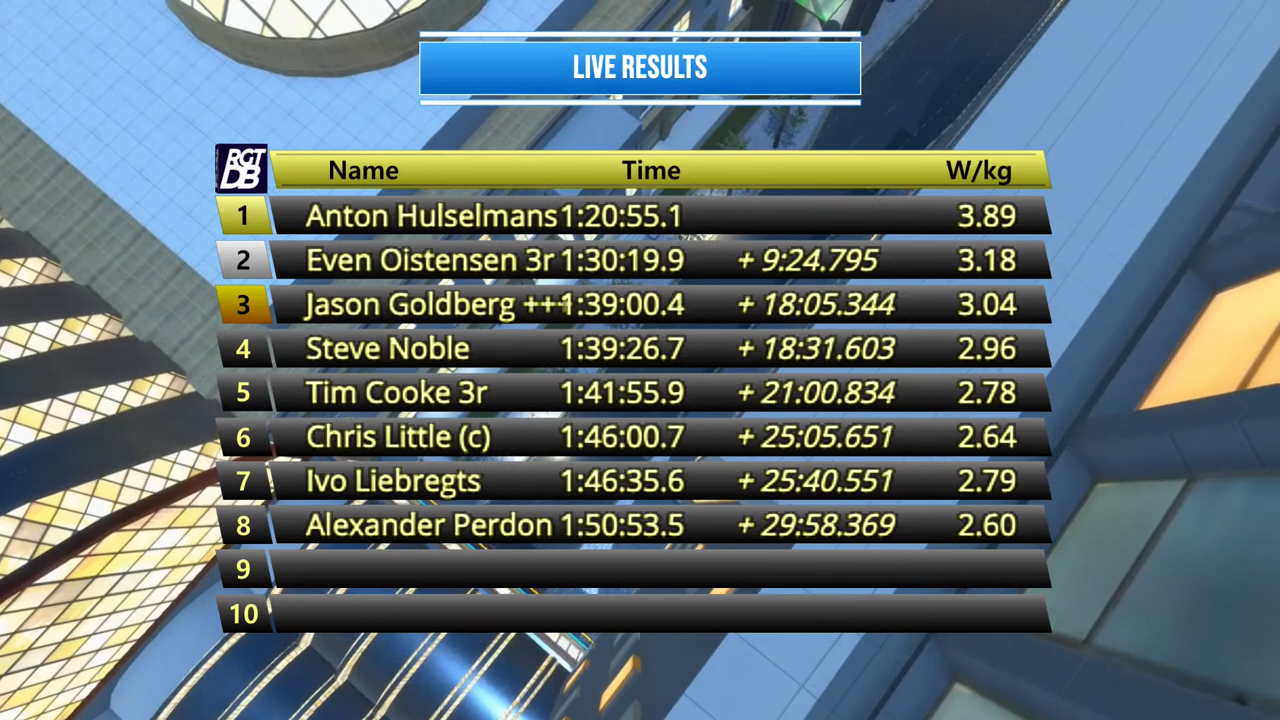 LIVE RESULTS
RGT DB Name Time W/kg
1 Anton Hulselmans 1:20:55.1 3.89
2 Even Oistensen 3r 1:30:19.9 + 9:24.795 3.18
3 Jason Goldberg +++ 1:39:00.4 + 18:05.344 3.04
4 Steve Noble 1:39:26.7 + 18:31.603 2.96
5 Tim Cooke 3r 1:41:55.9 + 21:00.834 2.78
6 Chris Little (c) 1:46:00.7 + 25:05.651 2.64
7 Ivo Liebregts 1:46:35.6 + 25:40.551 2.79
8 Alexander Perdon 1:50:53.5 + 29:58.369 2.60
9
10